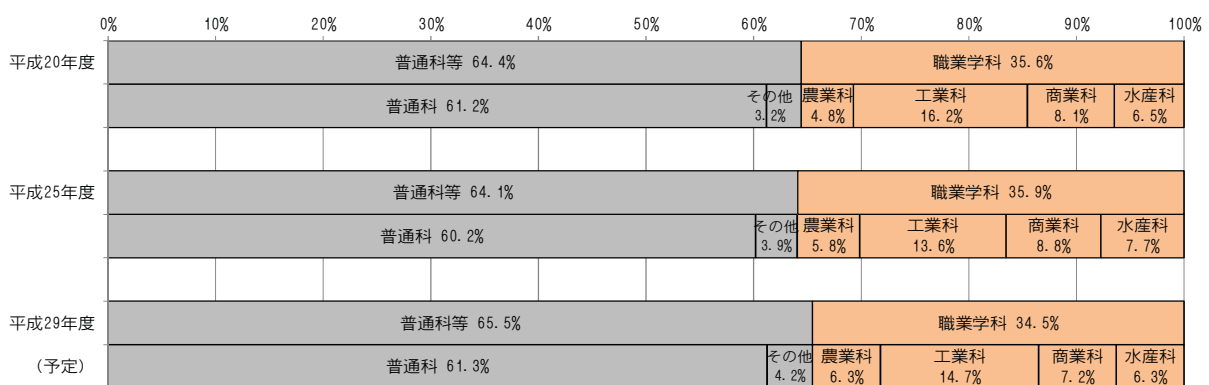 0% 10% 20% 30% 40% 50% 60% 70% 80% 90% 100%
平成20年度 普通科等 64.4% 職業学科 35.6%
普通科 61.2% その他 農業科 工業科 商業科 水産科
3.2% 4.8% 16.2% 8.1% 6.5%
平成25年度 普通科等 64.1% 職業学科 35.9%
普通科 60.2% その他 農業科 工業科 商業科 水産科
3.9% 5.8% 13.6% 8.8% 7.7%
平成29年度 普通科等 65.5% 職業学科 34.5%
(予定) 普通科 61.3% その他 農業科 工業科 商業科 水産科
4.2% 6.3% 14.7% 7.2% 6.3%